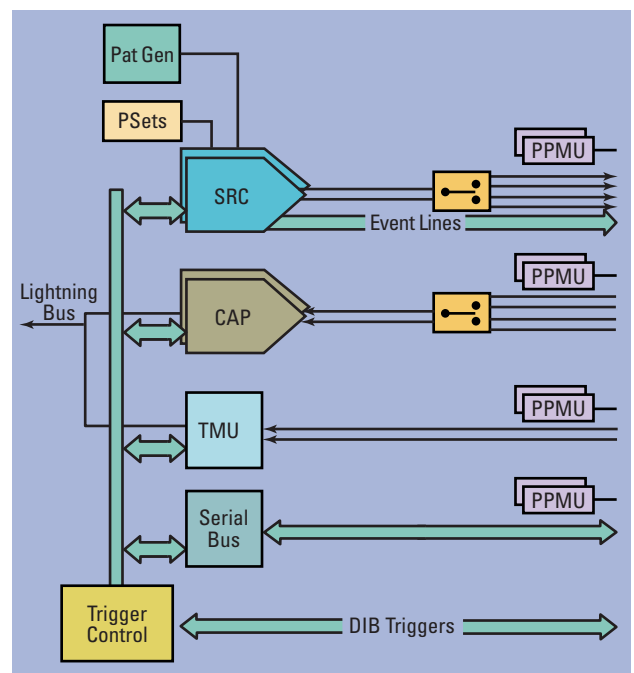 Pat Gen
PSets
PPMU
SRC
Event Lines
PPMU
Lightning
Bus
CAP
PPMU
TMU
PPMU
Serial
Bus
Trigger
Control
DIB Triggers